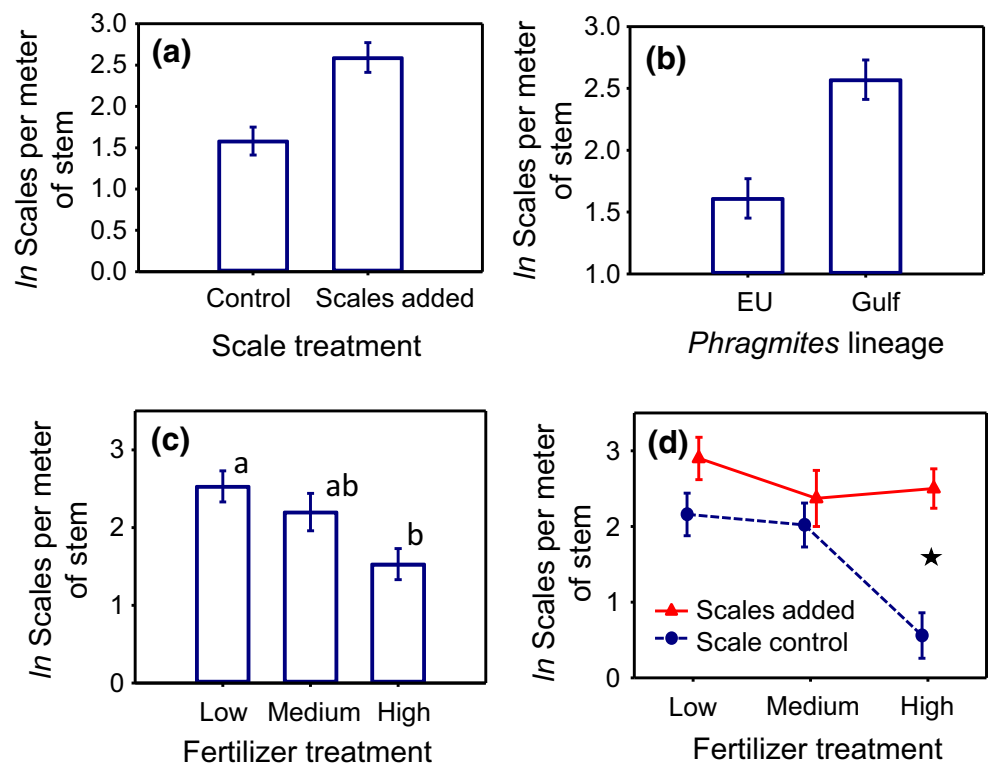 (a)
3.0
2.5
2.0
1.5
1.0
0.5
0.0
ln Scales per meter
of stem
Control Scales added
Scale treatment
(b)
3.0
2.5
2.0
1.5
1.0
ln Scales per meter
of stem
EU Gulf
Phragmites lineage
(c)
3
2
1
0
ln Scales per meter
of stem
a
ab
b
Low Medium High
Fertilizer treatment
(d)
3
2
1
0
ln Scales per meter
of stem
Scales added
Scale control
Low Medium High
Fertilizer treatment